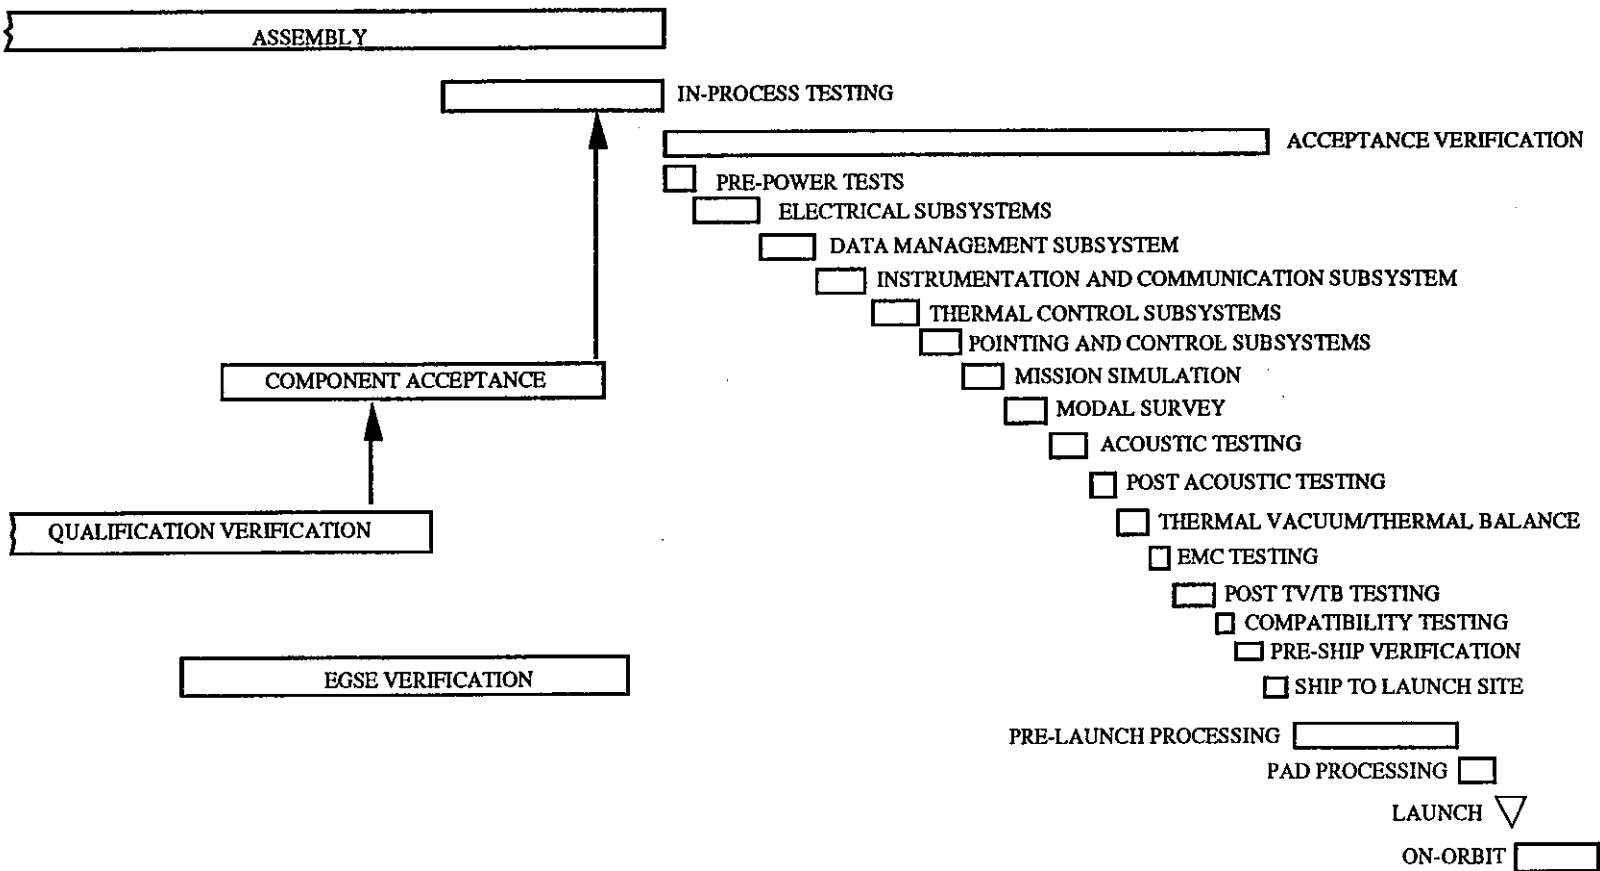 ASSEMBLY
IN-PROCESS TESTING
ACCEPTANCE VERIFICATION
PRE-POWER TESTS
ELECTRICAL SUBSYSTEMS
DATA MANAGEMENT SUBSYSTEM
INSTRUMENTATION AND COMMUNICATION SUBSYSTEM
THERMAL CONTROL SUBSYSTEMS
POINTING AND CONTROL SUBSYSTEMS
COMPONENT ACCEPTANCE
MISSION SIMULATION
MODAL SURVEY
ACOUSTIC TESTING
POST ACOUSTIC TESTING
THERMAL VACUUM/THERMAL BALANCE
QUALIFICATION VERIFICATION
EMC TESTING
POST TV/TB TESTING
COMPATIBILITY TESTING
PRE-SHIP VERIFICATION
EGSE VERIFICATION
SHIP TO LAUNCH SITE
PRE-LAUNCH PROCESSING
PAD PROCESSING
LAUNCH
ON-ORBIT